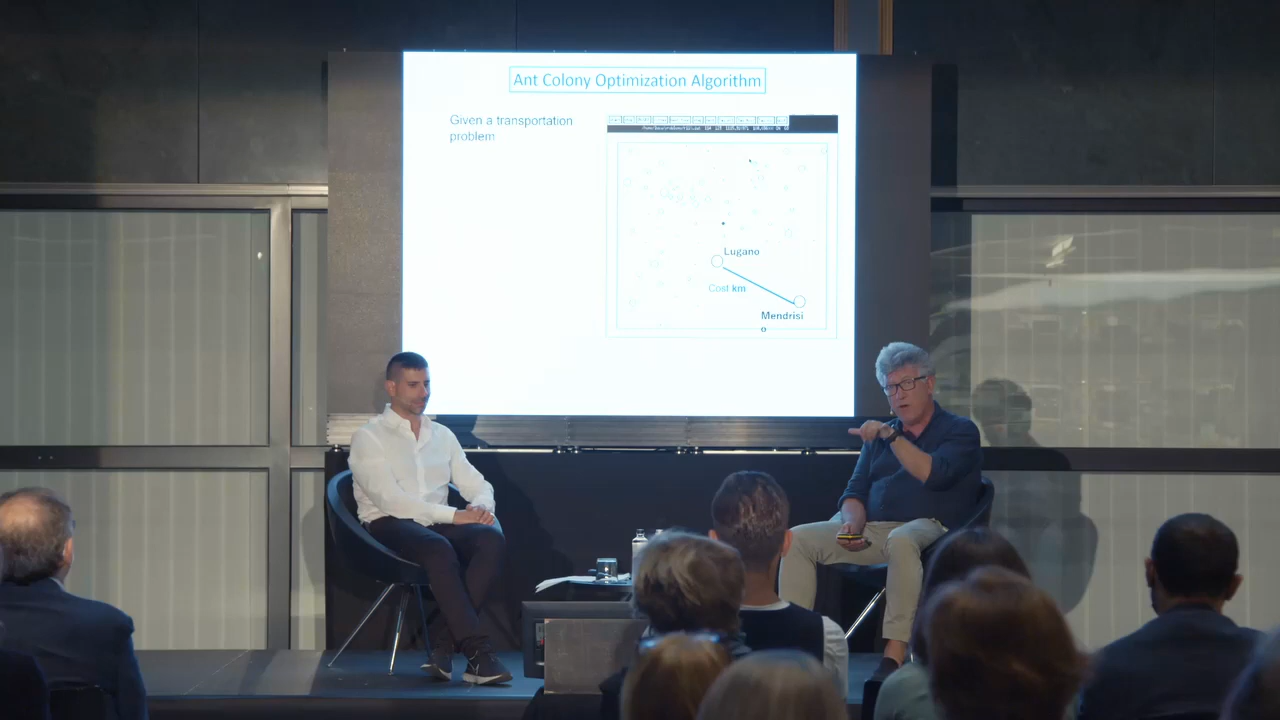 Ant Colony Optimization Algorithm
Given a transportation
problem
Lugano
Cost km
Mendrisi
o